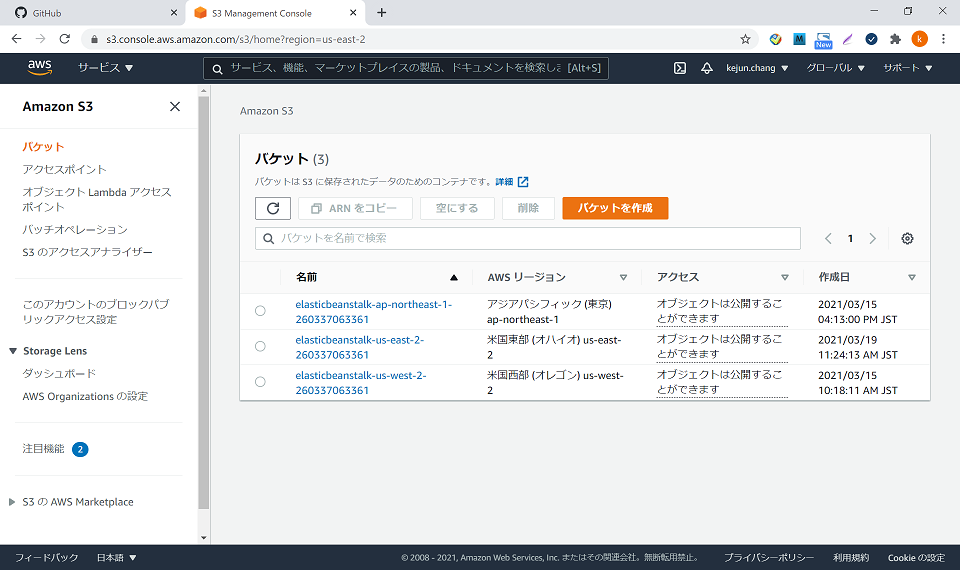 GitHub
S3 Management Console
s3.console.aws.amazon.com/s3/home?region=us-east-2
New
k
aws
サービス
サービス、機能、マーケットプレイスの製品、ドキュメントを検索しま [Alt+S]
kejun.chang
グローバル
サポート
Amazon S3
バケット
アクセスポイント
オブジェクト Lambda アクセス
ポイント
バッチオペレーション
S3 のアクセスアナライザー
このアカウントのブロックパブ
リックアクセス設定
Storage Lens
ダッシュボード
AWS Organizations の設定
注目機能 2
S3 の AWS Marketplace
Amazon S3
バケット (3)
バケットは S3 に保存されたデータのためのコンテナです。詳細
ARN をコピー
空にする
削除
バケットを作成
バケットを名前で検索
1
名前
AWS リージョン
アクセス
作成日
elasticbeanstalk-ap-northeast-1-
260337063361
アジアパシフィック (東京)
ap-northeast-1
オブジェクトは公開するこ
とができます
2021/03/15
04:13:00 PM JST
elasticbeanstalk-us-east-2-
260337063361
米国東部 (オハイオ) us-east-
2
オブジェクトは公開するこ
とができます
2021/03/19
11:24:13 AM JST
elasticbeanstalk-us-west-2-
260337063361
米国西部 (オレゴン) us-west-
2
オブジェクトは公開するこ
とができます
2021/03/15
10:18:11 AM JST
フィードバック
日本語
© 2008 - 2021, Amazon Web Services, Inc. またはその関連会社。無断転用禁止。
プライバシーポリシー
利用規約
Cookie の設定